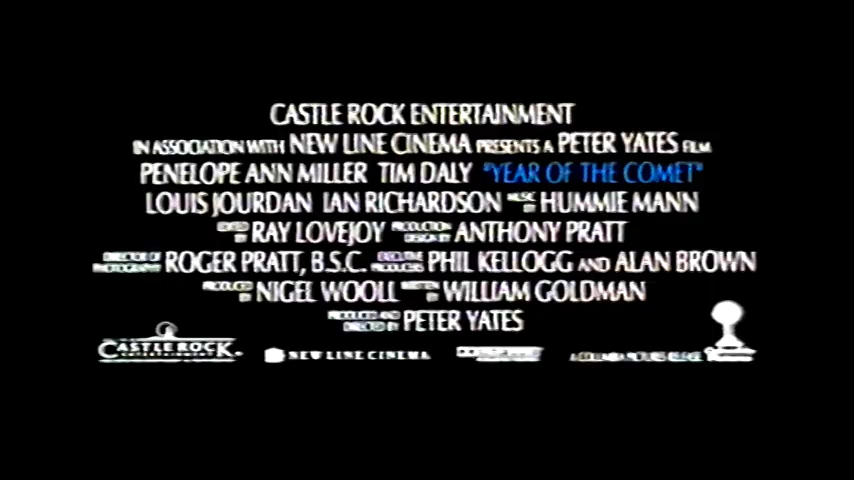 CASTLE ROCK ENTERTAINMENT
IN ASSOCIATION WITH NEW LINE CINEMA PRESENTS A PETER YATES FILM
PENELOPE ANN MILLER TIM DALY "YEAR OF THE COMET"
LOUIS JOURDAN IAN RICHARDSON MUSIC BY HUMMIE MANN
EDITED BY RAY LOVEJOY PRODUCTION DESIGN BY ANTHONY PRATT
DIRECTOR OF PHOTOGRAPHY ROGER PRATT, B.S.C. EXECUTIVE PRODUCERS PHIL KELLOGG AND ALAN BROWN
PRODUCED BY NIGEL WOOLL WRITTEN BY WILLIAM GOLDMAN
PRODUCED AND DIRECTED BY PETER YATES
CASTLE ROCK ENTERTAINMENT NEW LINE CINEMA A COLUMBIA PICTURES RELEASE